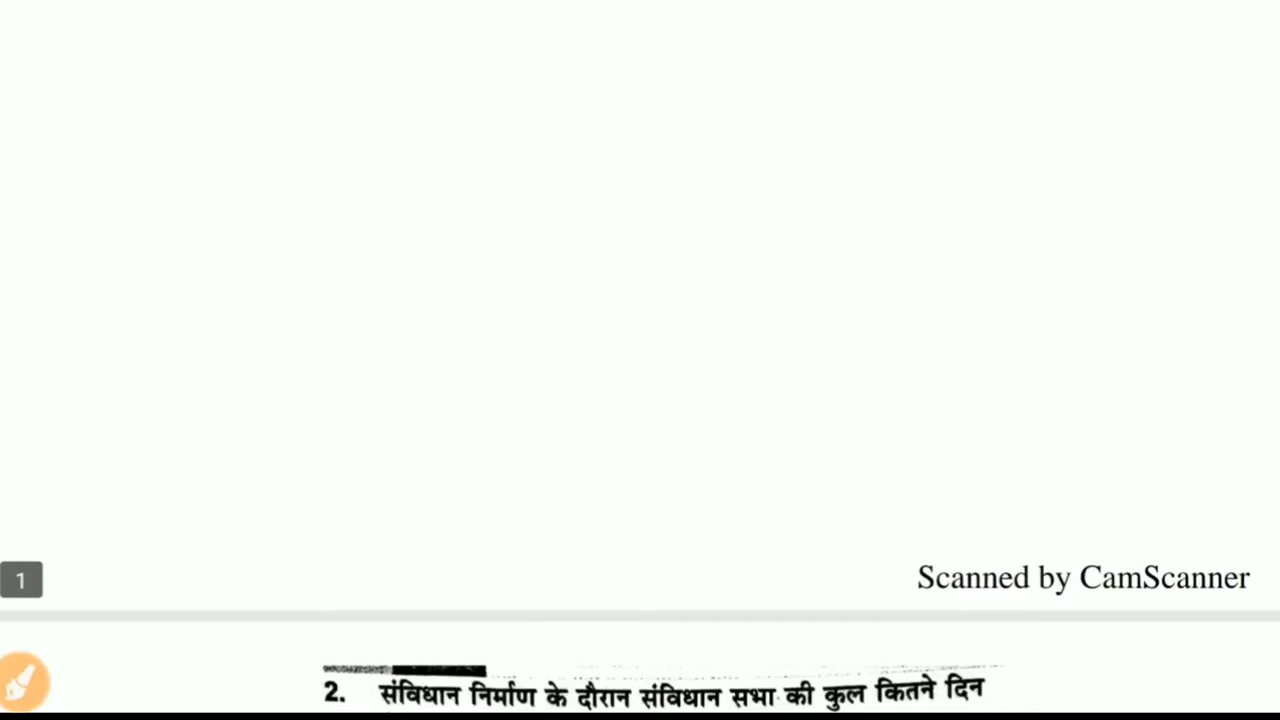 1
Scanned by CamScanner
2. संविधान निर्माण के दौरान संविधान सभा की कुल कितने दिन